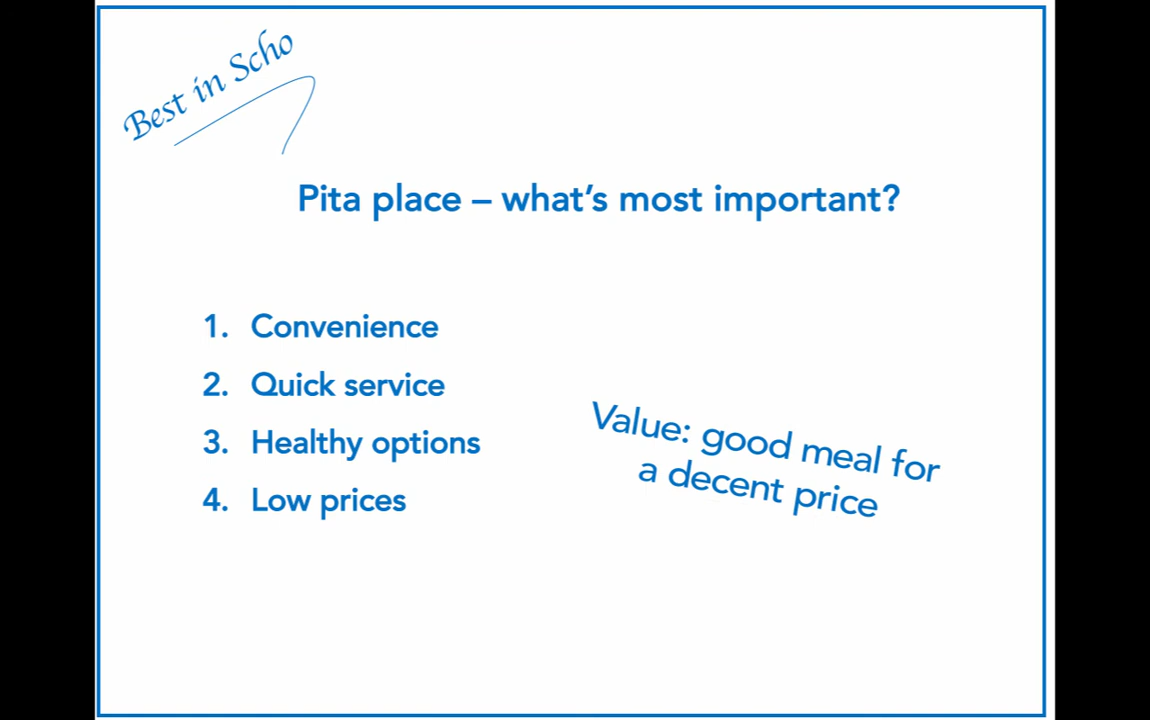 Best in Scho
Pita place – what's most important?
1. Convenience
2. Quick service
3. Healthy options
4. Low prices
Value: good meal for
a decent price